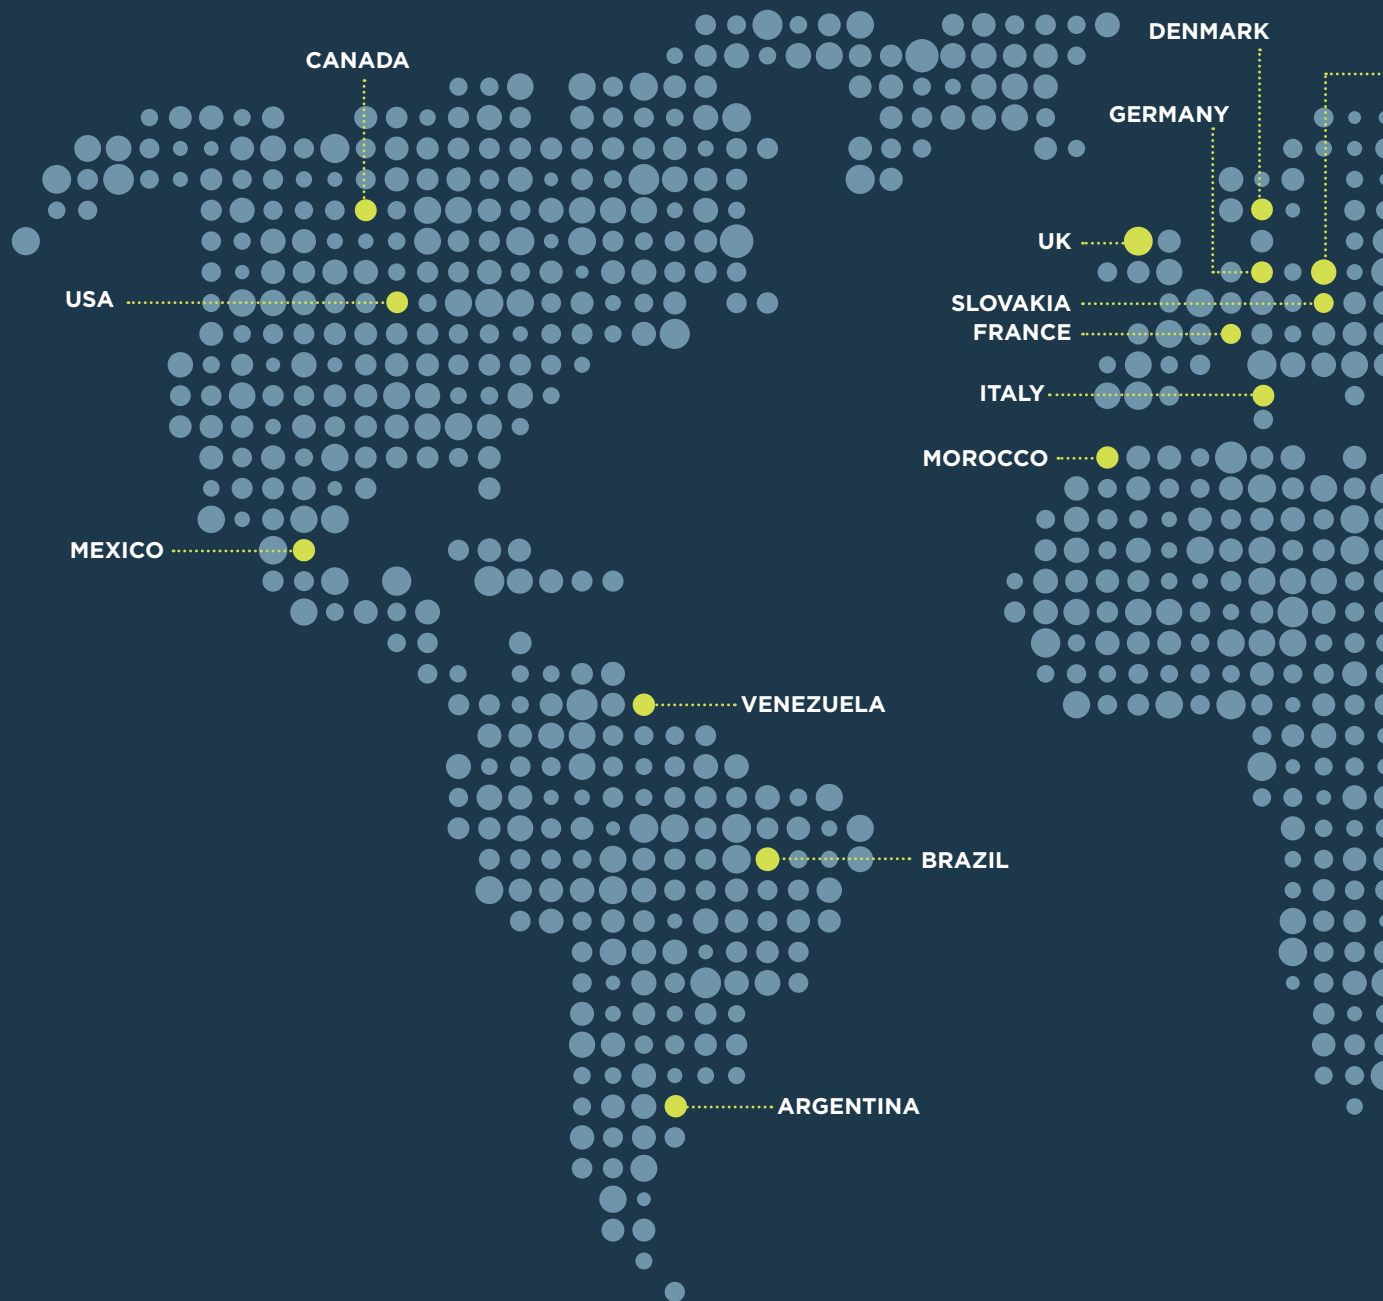 DENMARK
CANADA
GERMANY
UK
USA
SLOVAKIA
FRANCE
ITALY
MOROCCO
MEXICO
VENEZUELA
BRAZIL
ARGENTINA